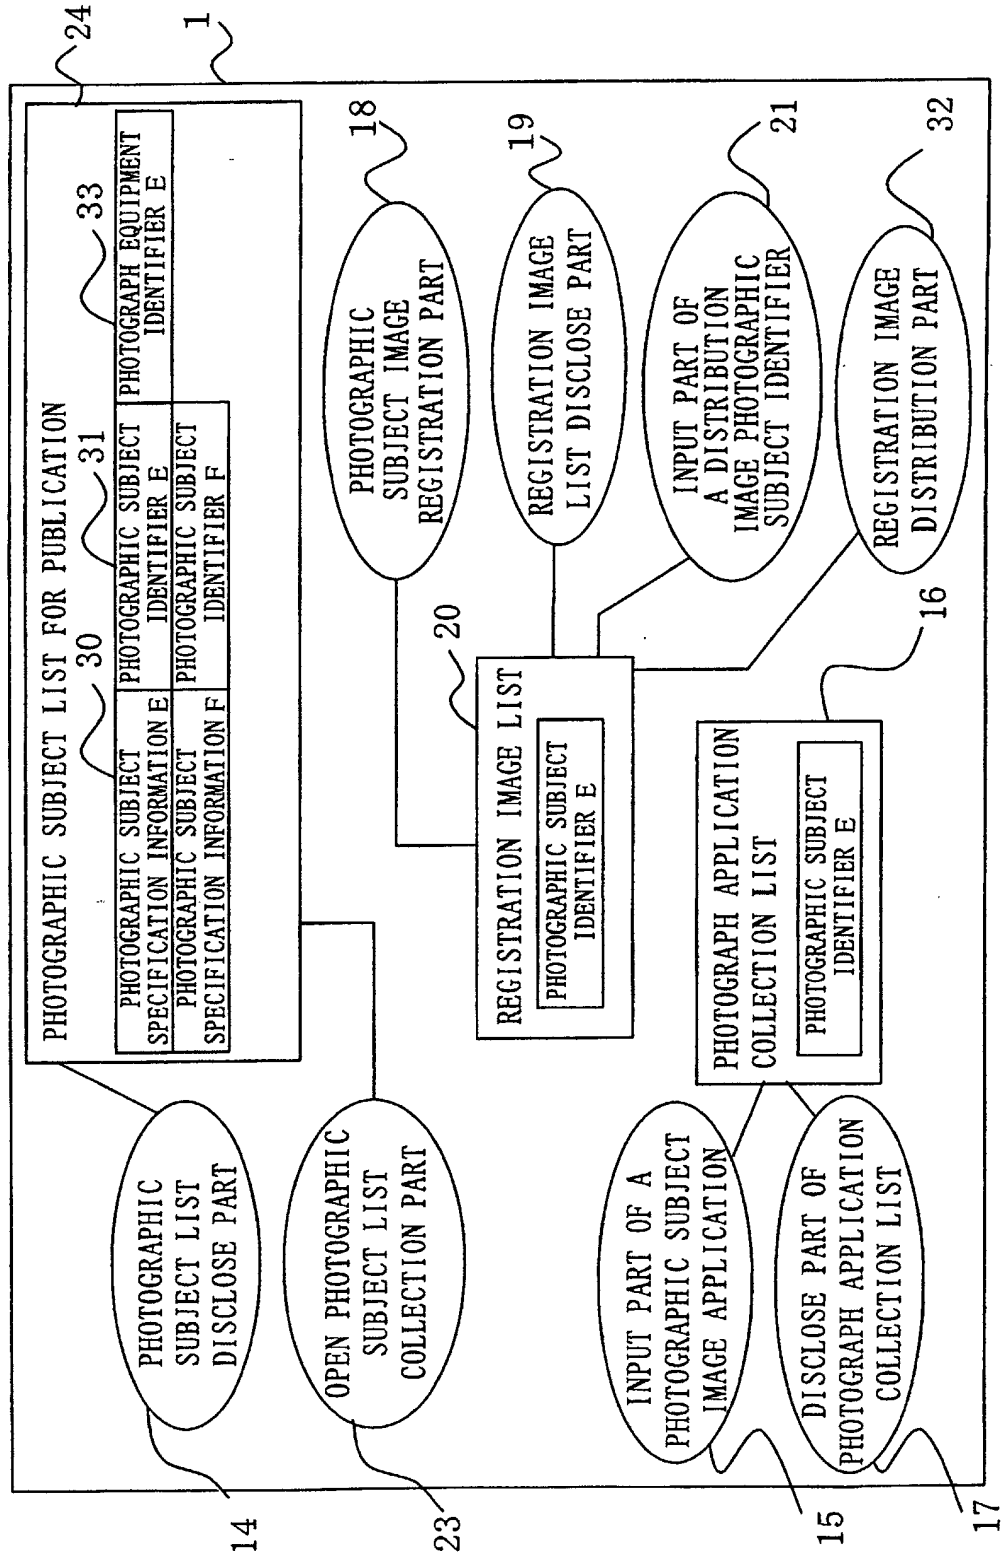 1
24
PHOTOGRAPHIC SUBJECT LIST FOR PUBLICATION
30
31
33
PHOTOGRAPHIC SUBJECT
SPECIFICATION INFORMATION E
PHOTOGRAPHIC SUBJECT
IDENTIFIER E
PHOTOGRAPH EQUIPMENT
IDENTIFIER E
PHOTOGRAPHIC SUBJECT
SPECIFICATION INFORMATION F
PHOTOGRAPHIC SUBJECT
IDENTIFIER F
PHOTOGRAPHIC
SUBJECT LIST
DISCLOSE PART
14
OPEN PHOTOGRAPHIC
SUBJECT LIST
COLLECTION PART
23
PHOTOGRAPHIC
SUBJECT IMAGE
REGISTRATION PART
18
REGISTRATION IMAGE
LIST DISCLOSE PART
19
20
REGISTRATION IMAGE LIST
PHOTOGRAPHIC SUBJECT
IDENTIFIER E
INPUT PART OF
A DISTRIBUTION
IMAGE PHOTOGRAPHIC
SUBJECT IDENTIFIER
21
REGISTRATION IMAGE
DISTRIBUTION PART
32
INPUT PART OF A
PHOTOGRAPHIC SUBJECT
IMAGE APPLICATION
15
PHOTOGRAPH APPLICATION
COLLECTION LIST
PHOTOGRAPHIC SUBJECT
IDENTIFIER E
16
DISCLOSE PART OF
PHOTOGRAPH APPLICATION
COLLECTION LIST
17